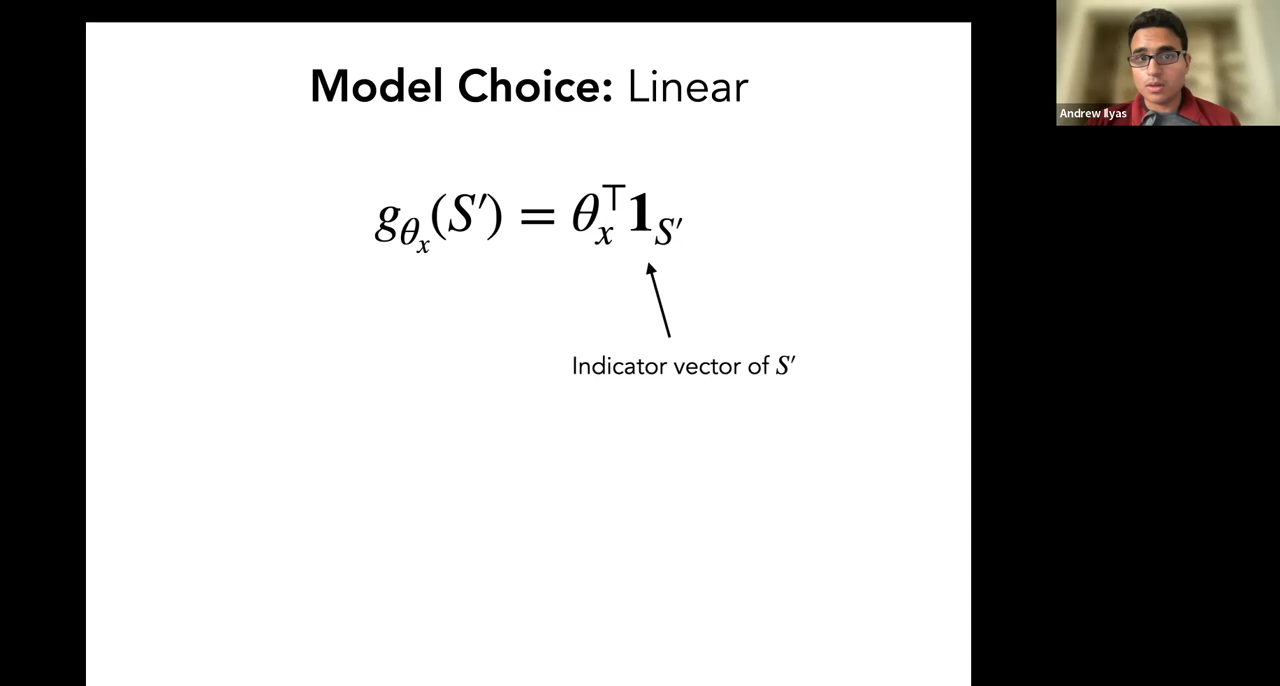 Model Choice: Linear
g_{θ_x}(S′) = θ_x^⊤ 1_{S′}
Indicator vector of S′
Andrew Ilyas